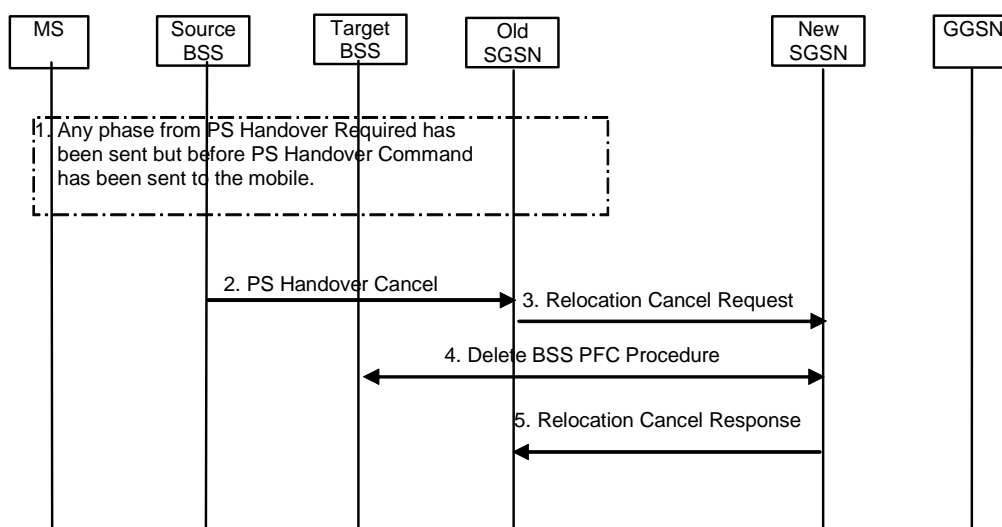 MS
Source
BSS
Target
BSS
Old
SGSN
New
SGSN
GGSN
1. Any phase from PS Handover Required has
been sent but before PS Handover Command
has been sent to the mobile.
2. PS Handover Cancel
3. Relocation Cancel Request
4. Delete BSS PFC Procedure
5. Relocation Cancel Response